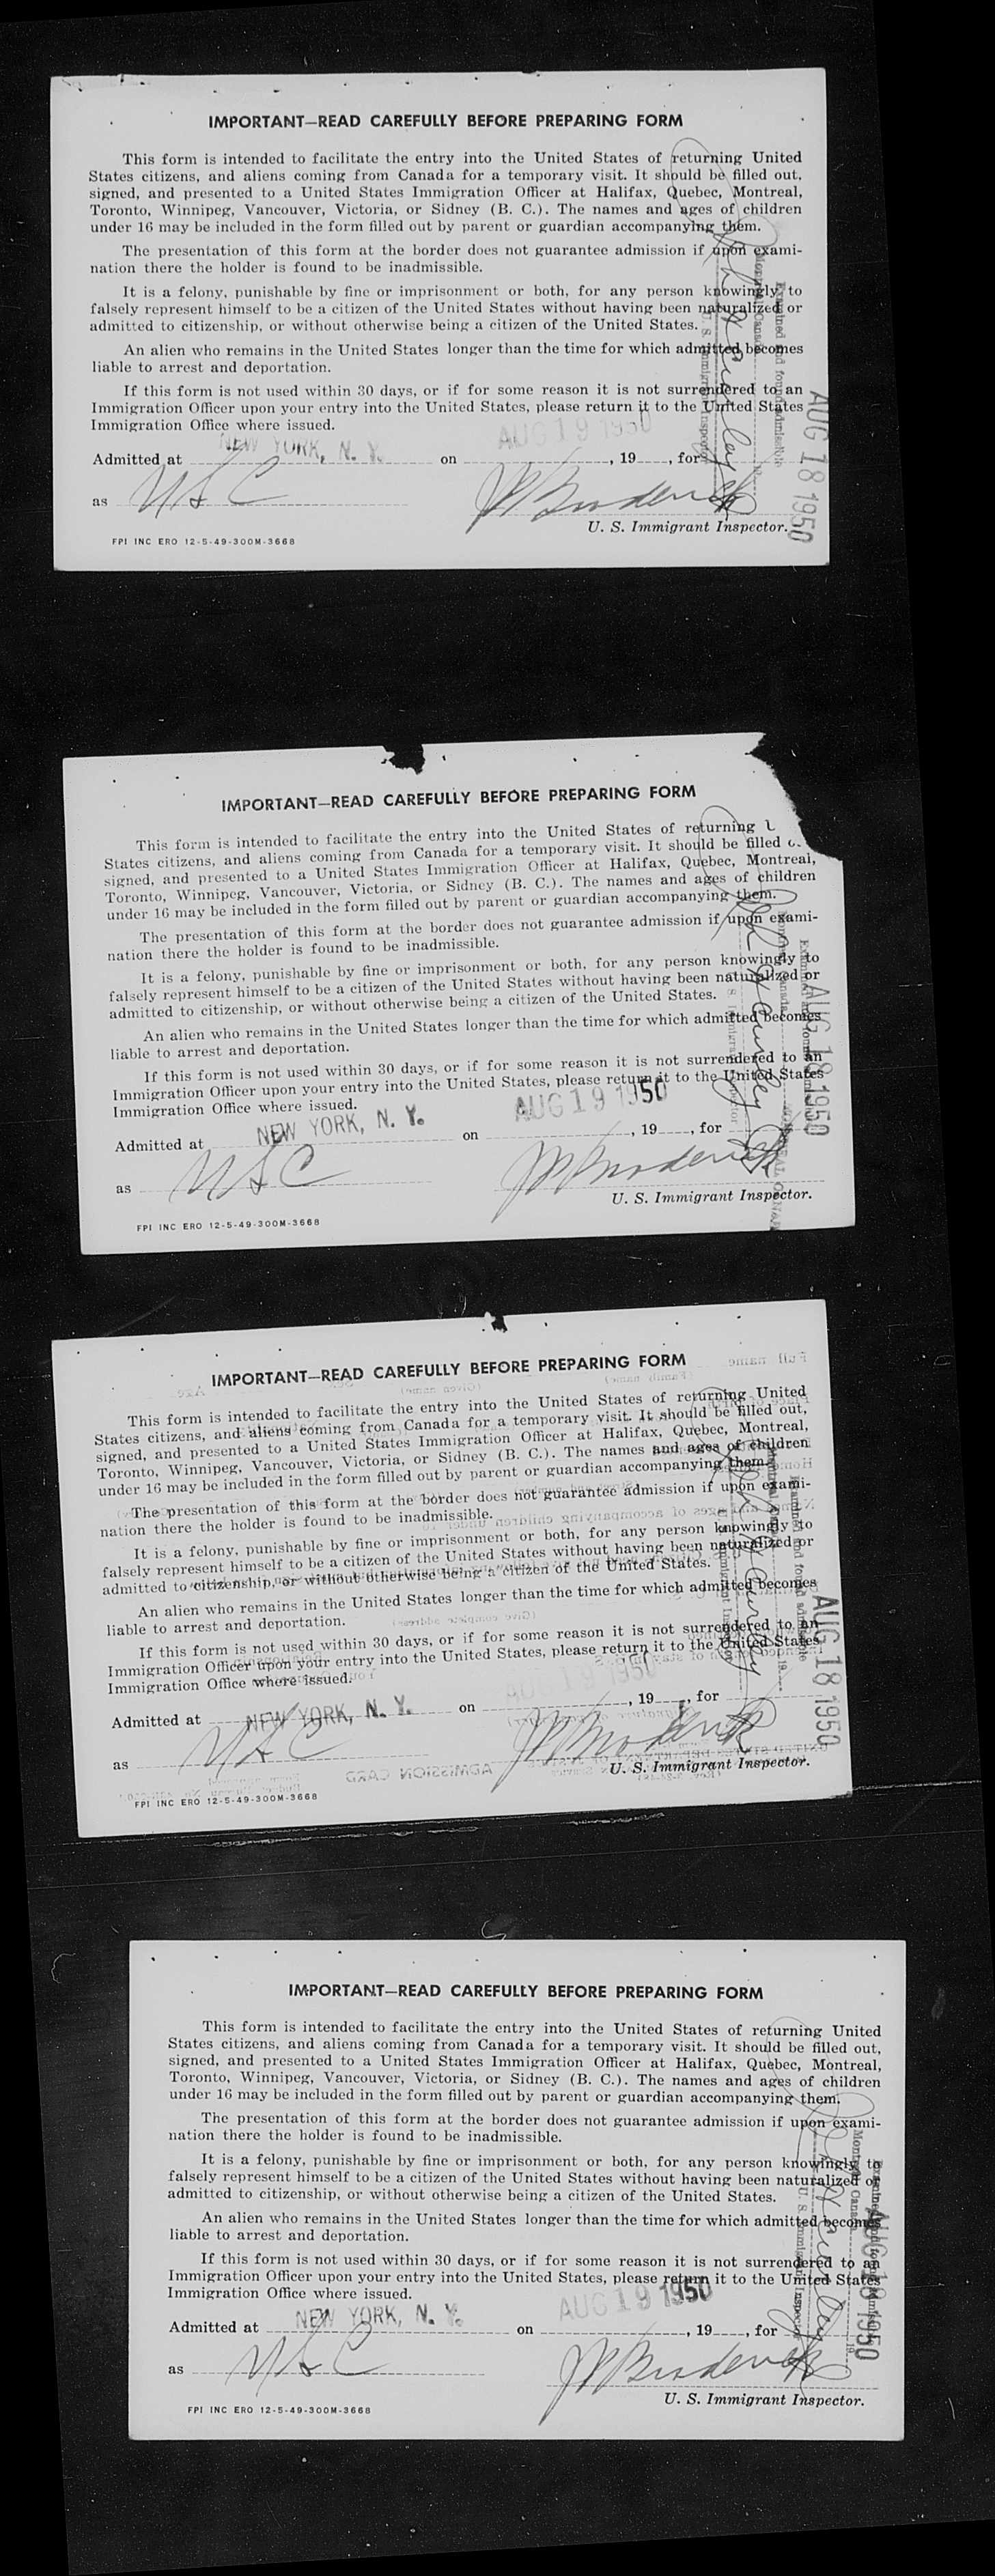 IMPORTANT—READ CAREFULLY BEFORE PREPARING FORM
This form is intended to facilitate the entry into the United States of returning United
States citizens, and aliens coming from Canada for a temporary visit. It should be filled out,
signed, and presented to a United States Immigration Officer at Halifax, Quebec, Montreal,
Toronto, Winnipeg, Vancouver, Victoria, or Sidney (B. C.). The names and ages of children
under 16 may be included in the form filled out by parent or guardian accompanying them.
The presentation of this form at the border does not guarantee admission if upon exami-
nation there the holder is found to be inadmissible.
It is a felony, punishable by fine or imprisonment or both, for any person knowingly to
falsely represent himself to be a citizen of the United States without having been naturalized or
admitted to citizenship, or without otherwise being a citizen of the United States.
An alien who remains in the United States longer than the time for which admitted becomes
liable to arrest and deportation.
If this form is not used within 30 days, or if for some reason it is not surrendered to an
Immigration Officer upon your entry into the United States, please return it to the United States
Immigration Office where issued.
Admitted at NEW YORK, N. Y. on AUG 19 1950, 19, for
as USC
U. S. Immigrant Inspector.
FPI INC ERO 12-5-49-300M-3668
Examined and found admissible
Montreal, Canada 19
U. S. Immigrant Inspector
AUG 18 1950
IMPORTANT—READ CAREFULLY BEFORE PREPARING FORM
This form is intended to facilitate the entry into the United States of returning
States citizens, and aliens coming from Canada for a temporary visit. It should be filled
signed, and presented to a United States Immigration Officer at Halifax, Quebec, Montreal,
Toronto, Winnipeg, Vancouver, Victoria, or Sidney (B. C.). The names and ages of children
under 16 may be included in the form filled out by parent or guardian accompanying them.
The presentation of this form at the border does not guarantee admission if upon exami-
nation there the holder is found to be inadmissible.
It is a felony, punishable by fine or imprisonment or both, for any person knowingly to
falsely represent himself to be a citizen of the United States without having been naturalized or
admitted to citizenship, or without otherwise being a citizen of the United States.
An alien who remains in the United States longer than the time for which admitted becomes
liable to arrest and deportation.
If this form is not used within 30 days, or if for some reason it is not surrendered to an
Immigration Officer upon your entry into the United States, please return it to the United States
Immigration Office where issued.
Admitted at NEW YORK, N. Y. on AUG 19 1950, 19, for
as USC
U. S. Immigrant Inspector.
FPI INC ERO 12-5-49-300M-3668
AUG 18 1950
IMPORTANT—READ CAREFULLY BEFORE PREPARING FORM
This form is intended to facilitate the entry into the United States of returning United
States citizens, and aliens coming from Canada for a temporary visit. It should be filled out,
signed, and presented to a United States Immigration Officer at Halifax, Quebec, Montreal,
Toronto, Winnipeg, Vancouver, Victoria, or Sidney (B. C.). The names and ages of children
under 16 may be included in the form filled out by parent or guardian accompanying them.
The presentation of this form at the border does not guarantee admission if upon exami-
nation there the holder is found to be inadmissible.
It is a felony, punishable by fine or imprisonment or both, for any person knowingly to
falsely represent himself to be a citizen of the United States without having been naturalized or
admitted to citizenship, or without otherwise being a citizen of the United States.
An alien who remains in the United States longer than the time for which admitted becomes
liable to arrest and deportation.
If this form is not used within 30 days, or if for some reason it is not surrendered to an
Immigration Officer upon your entry into the United States, please return it to the United States
Immigration Office where issued.
Admitted at NEW YORK, N. Y. on AUG 19 1950, 19, for
as USC
U. S. Immigrant Inspector.
FPI INC ERO 12-5-49-300M-3668
Examined and found admissible
AUG 18 1950
IMPORTANT—READ CAREFULLY BEFORE PREPARING FORM
This form is intended to facilitate the entry into the United States of returning United
States citizens, and aliens coming from Canada for a temporary visit. It should be filled out,
signed, and presented to a United States Immigration Officer at Halifax, Quebec, Montreal,
Toronto, Winnipeg, Vancouver, Victoria, or Sidney (B. C.). The names and ages of children
under 16 may be included in the form filled out by parent or guardian accompanying them.
The presentation of this form at the border does not guarantee admission if upon exami-
nation there the holder is found to be inadmissible.
It is a felony, punishable by fine or imprisonment or both, for any person knowingly to
falsely represent himself to be a citizen of the United States without having been naturalized or
admitted to citizenship, or without otherwise being a citizen of the United States.
An alien who remains in the United States longer than the time for which admitted becomes
liable to arrest and deportation.
If this form is not used within 30 days, or if for some reason it is not surrendered to an
Immigration Officer upon your entry into the United States, please return it to the United States
Immigration Office where issued.
Admitted at NEW YORK, N. Y. on AUG 19 1950, 19, for
as USC
U. S. Immigrant Inspector.
FPI INC ERO 12-5-49-300M-3668
Montreal, Canada
U. S. Immigrant Inspector
AUG 18 1950